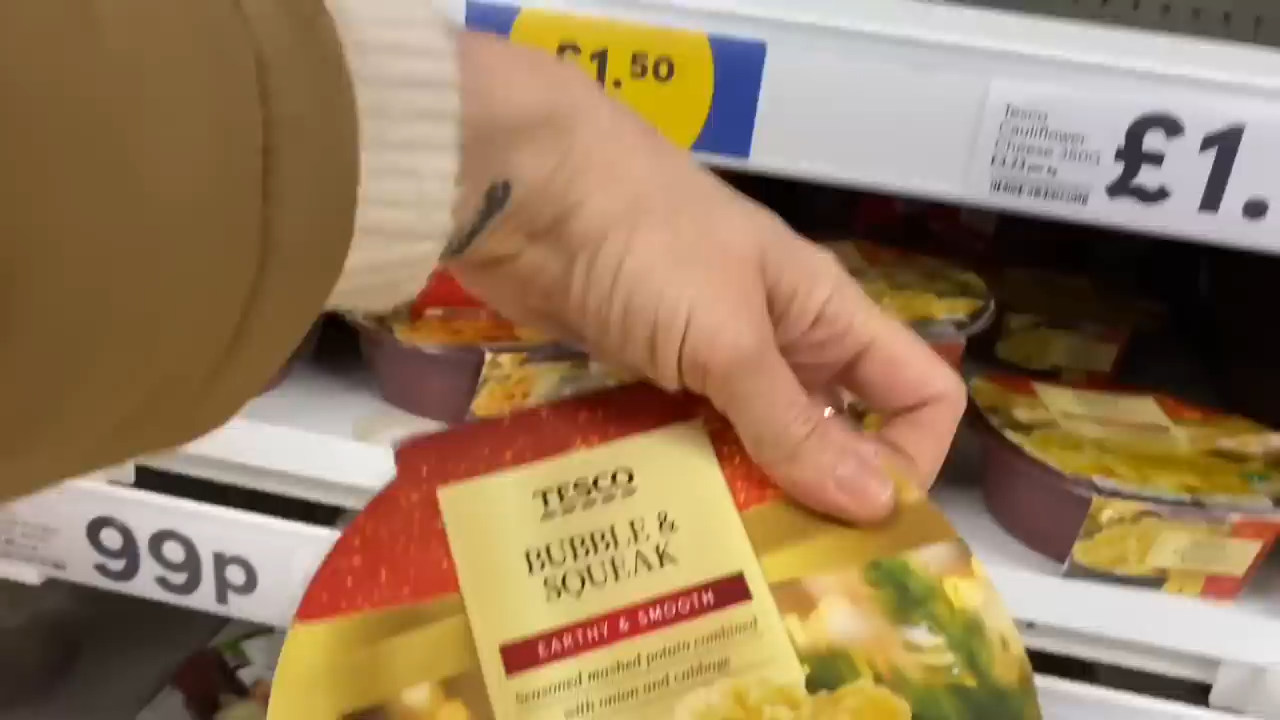 £1.50
Tesco
Cauliflower
Cheese 350G
£1.
99p
TESCO
BUBBLE &
SQUEAK
EARTHY & SMOOTH
Seasoned mashed potato combined
with onion and cabbage